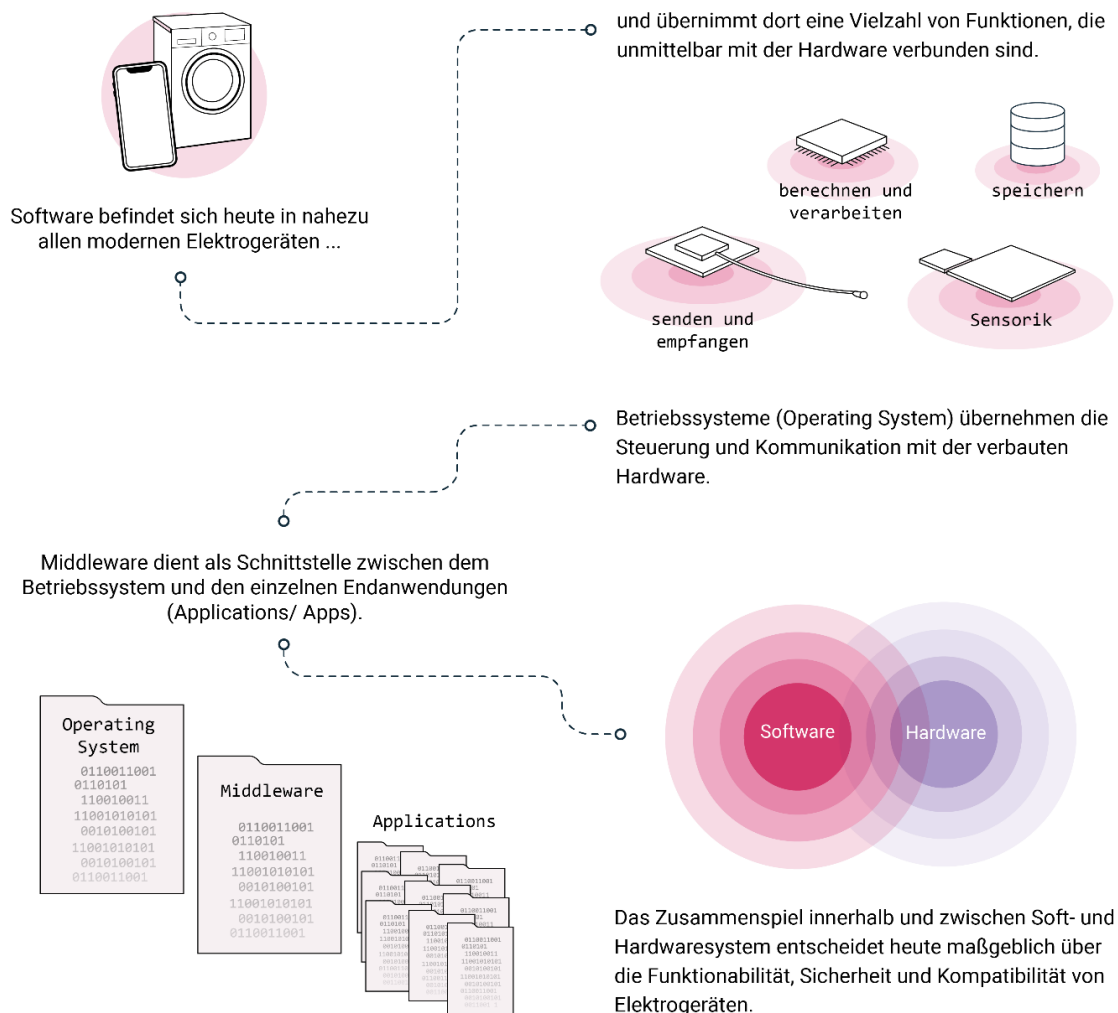 Software befindet sich heute in nahezu
allen modernen Elektrogeräten ...
und übernimmt dort eine Vielzahl von Funktionen, die
unmittelbar mit der Hardware verbunden sind.
berechnen und
verarbeiten
speichern
senden und
empfangen
Sensorik
Betriebssysteme (Operating System) übernehmen die
Steuerung und Kommunikation mit der verbauten
Hardware.
Middleware dient als Schnittstelle zwischen dem
Betriebssystem und den einzelnen Endanwendungen
(Applications/ Apps).
Operating
System
0110011001
0110101
110010011
11001010101
0010100101
11001010101
0010100101
0110011001
Middleware
0110011001
0110101
110010011
11001010101
0010100101
11001010101
0010100101
0110011001
Applications
Software
Hardware
Das Zusammenspiel innerhalb und zwischen Soft- und
Hardwaresystem entscheidet heute maßgeblich über
die Funktionabilität, Sicherheit und Kompatibilität von
Elektrogeräten.